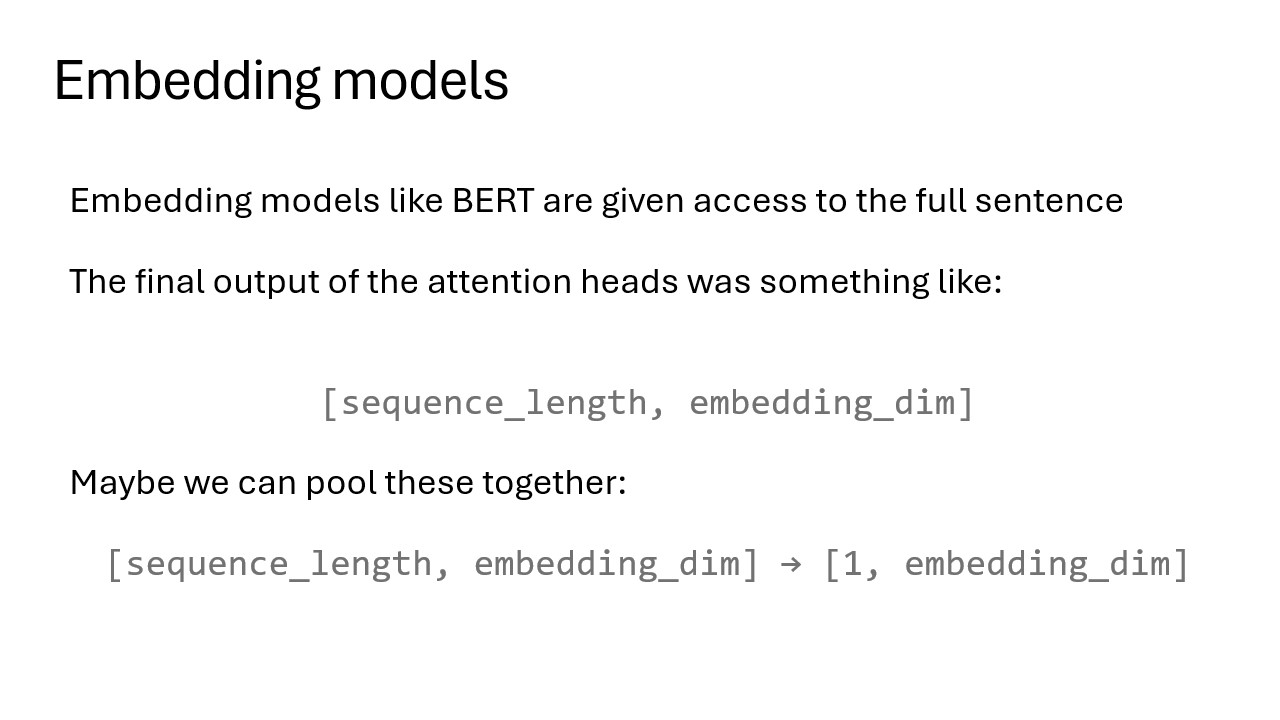 Embedding models
Embedding models like BERT are given access to the full sentence
The final output of the attention heads was something like:
[sequence_length, embedding_dim]
Maybe we can pool these together:
[sequence_length, embedding_dim] → [1, embedding_dim]